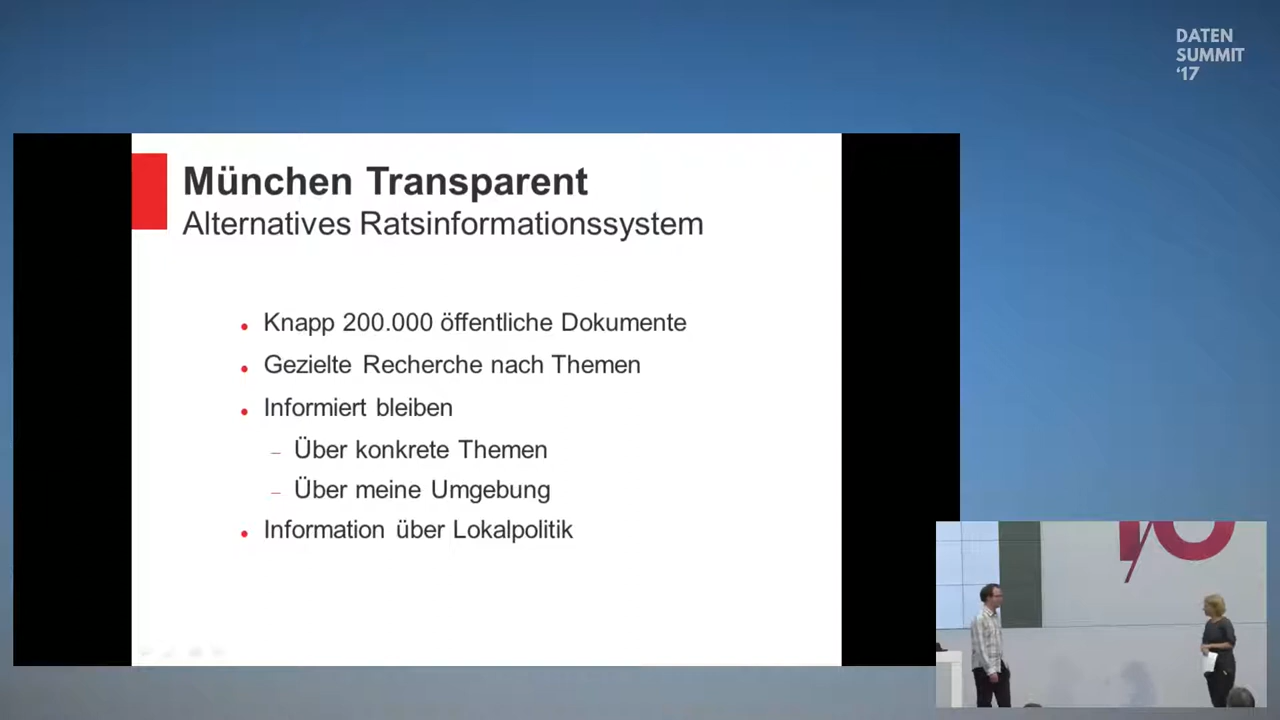 DATEN
SUMMIT
'17
München Transparent
Alternatives Ratsinformationssystem
Knapp 200.000 öffentliche Dokumente
Gezielte Recherche nach Themen
Informiert bleiben
Über konkrete Themen
Über meine Umgebung
Information über Lokalpolitik